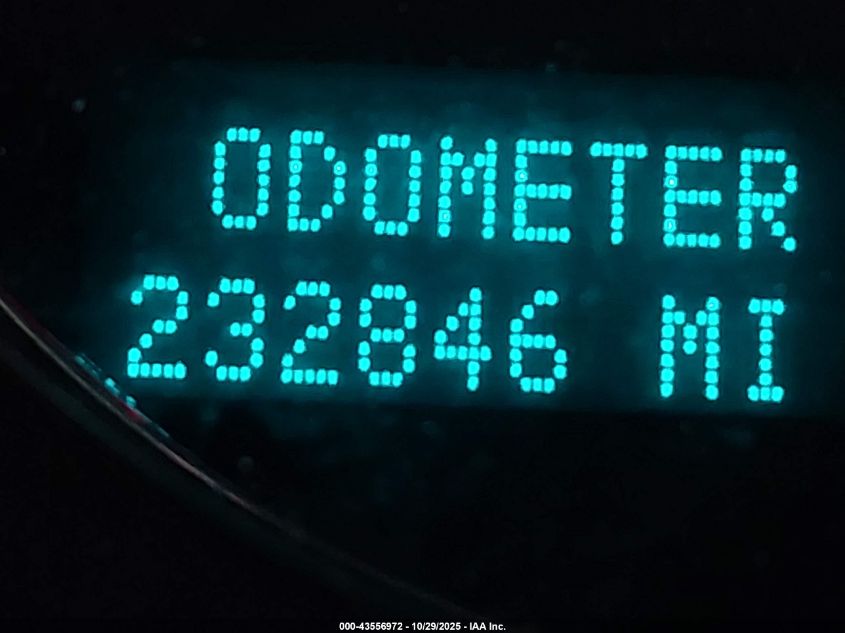 ODOMETER
232846 MI
000-43556972 - 10/29/2025 - IAA Inc.